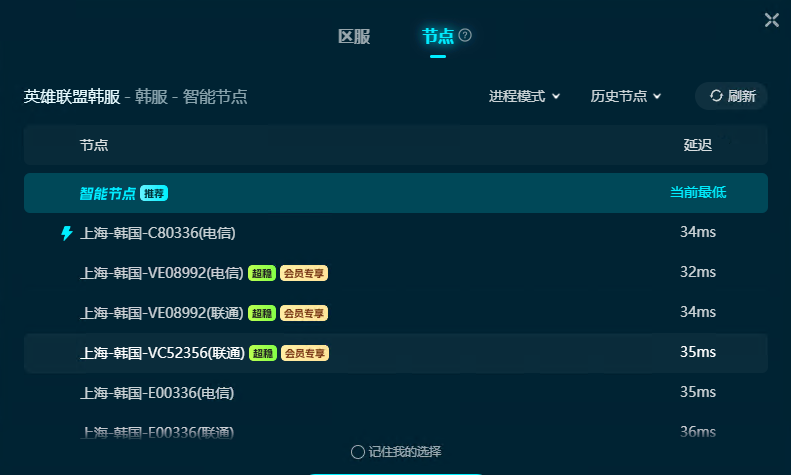 区服 节点 ?
英雄联盟韩服 - 韩服 - 智能节点 进程模式 历史节点 刷新
节点 延迟
智能节点 推荐 当前最低
上海-韩国-C80336(电信) 34ms
上海-韩国-VE08992(电信) 超稳 会员专享 32ms
上海-韩国-VE08992(联通) 超稳 会员专享 34ms
上海-韩国-VC52356(联通) 超稳 会员专享 35ms
上海-韩国-E00336(电信) 35ms
上海-韩国-E00336(联通) 36ms
记住我的选择